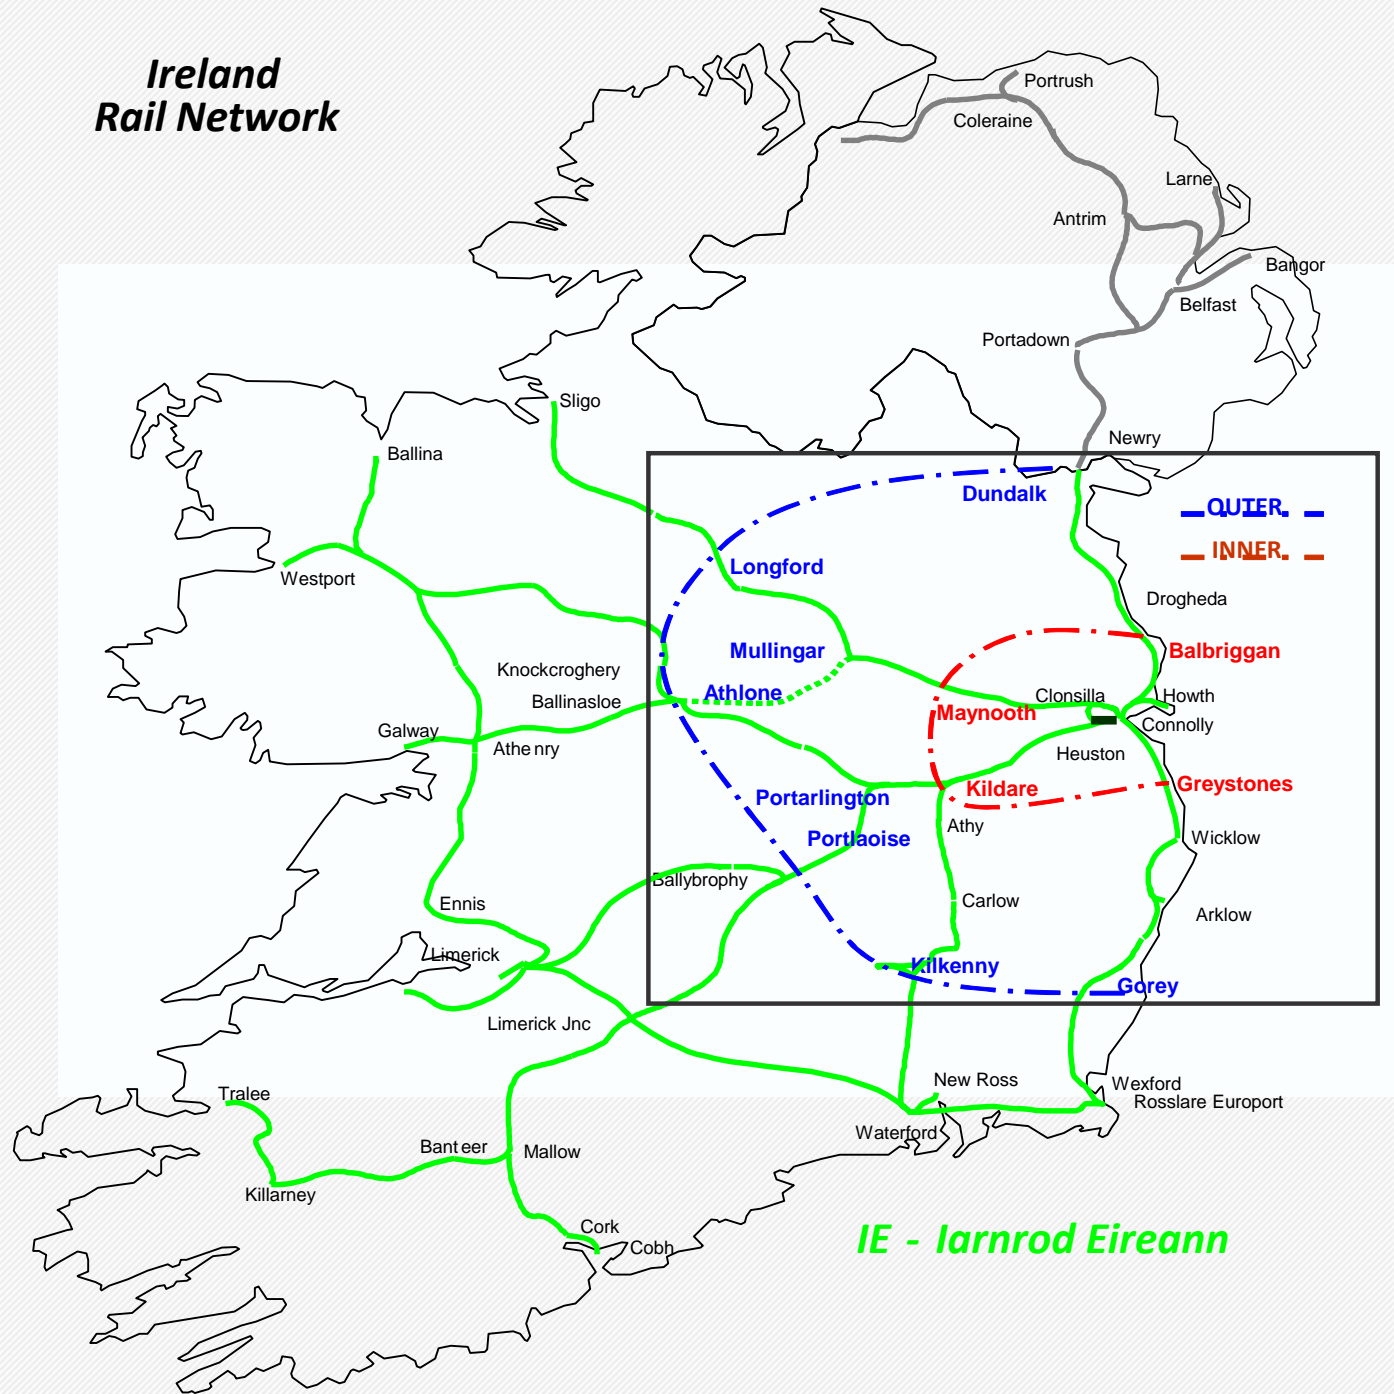 Ireland
Rail Network
Portrush
Coleraine
Larne
Antrim
Bangor
Belfast
Portadown
Sligo
Newry
Ballina
Dundalk
OUTER
INNER
Longford
Westport
Drogheda
Mullingar
Balbriggan
Knockcroghery
Athlone
Clonsilla
Howth
Ballinasloe
Maynooth
Connolly
Galway
Athe nry
Heuston
Kildare
Greystones
Portarlington
Athy
Portlaoise
Wicklow
Ballybrophy
Ennis
Carlow
Arklow
Limerick
Kilkenny
Gorey
Limerick Jnc
New Ross
Wexford
Tralee
Rosslare Europort
Waterford
Bant eer
Mallow
Killarney
Cork
IE - Iarnrod Eireann
Cobh